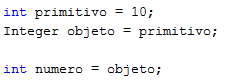 int primitivo = 10;
Integer objeto = primitivo;
int numero = objeto;